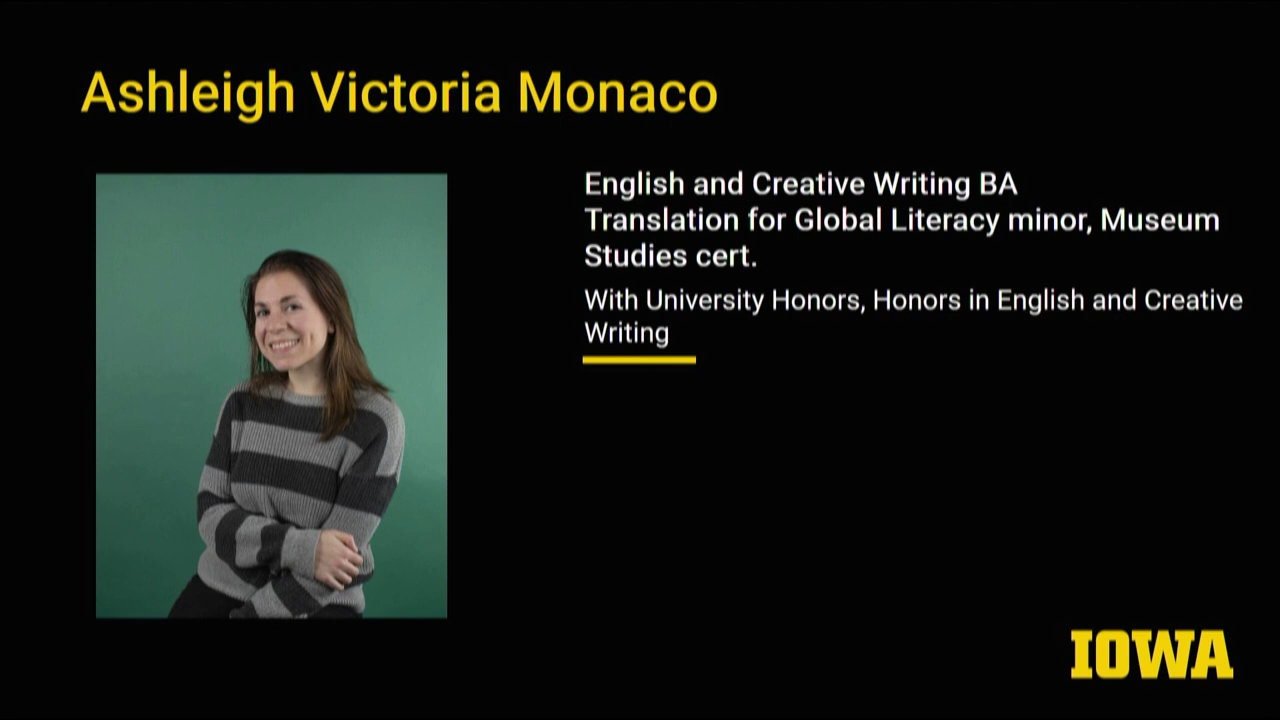 Ashleigh Victoria Monaco
English and Creative Writing BA
Translation for Global Literacy minor, Museum
Studies cert.
With University Honors, Honors in English and Creative
Writing
IOWA